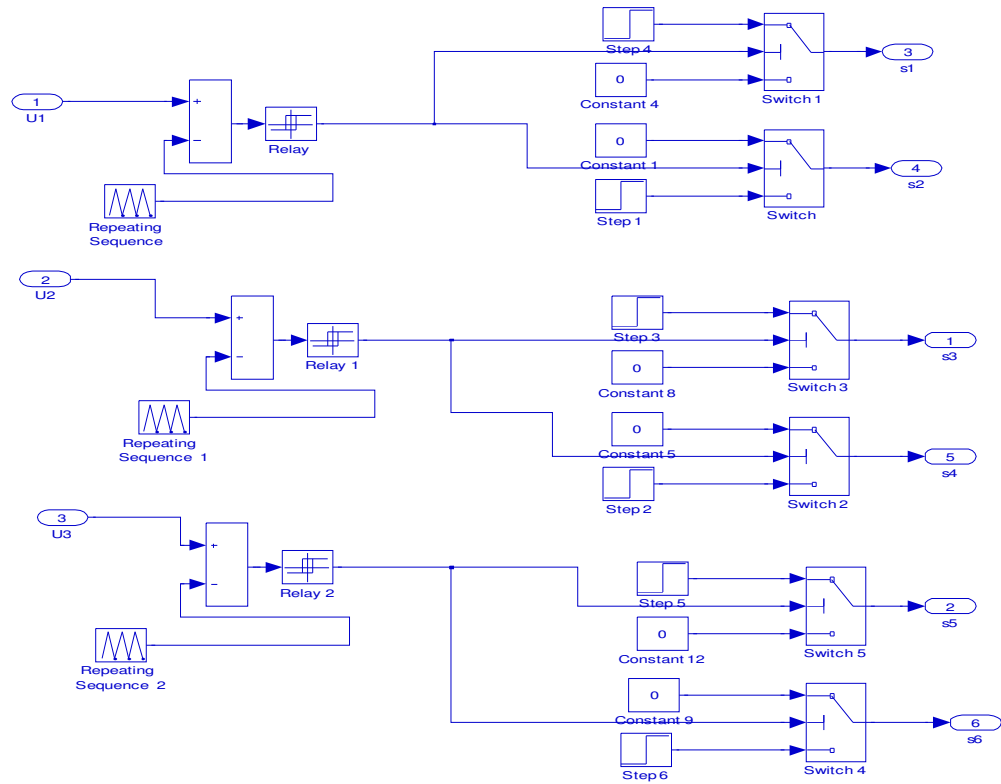 Step 4
3
s1
0
Constant 4
Switch 1
1
U1
+
−
Relay
0
Constant 1
4
s2
Step 1
Switch
Repeating
Sequence
2
U2
+
−
Relay 1
Step 3
1
s3
0
Constant 8
Switch 3
Repeating
Sequence 1
0
Constant 5
5
s4
Step 2
Switch 2
3
U3
+
−
Relay 2
Step 5
2
s5
0
Constant 12
Switch 5
Repeating
Sequence 2
0
Constant 9
6
s6
Step 6
Switch 4